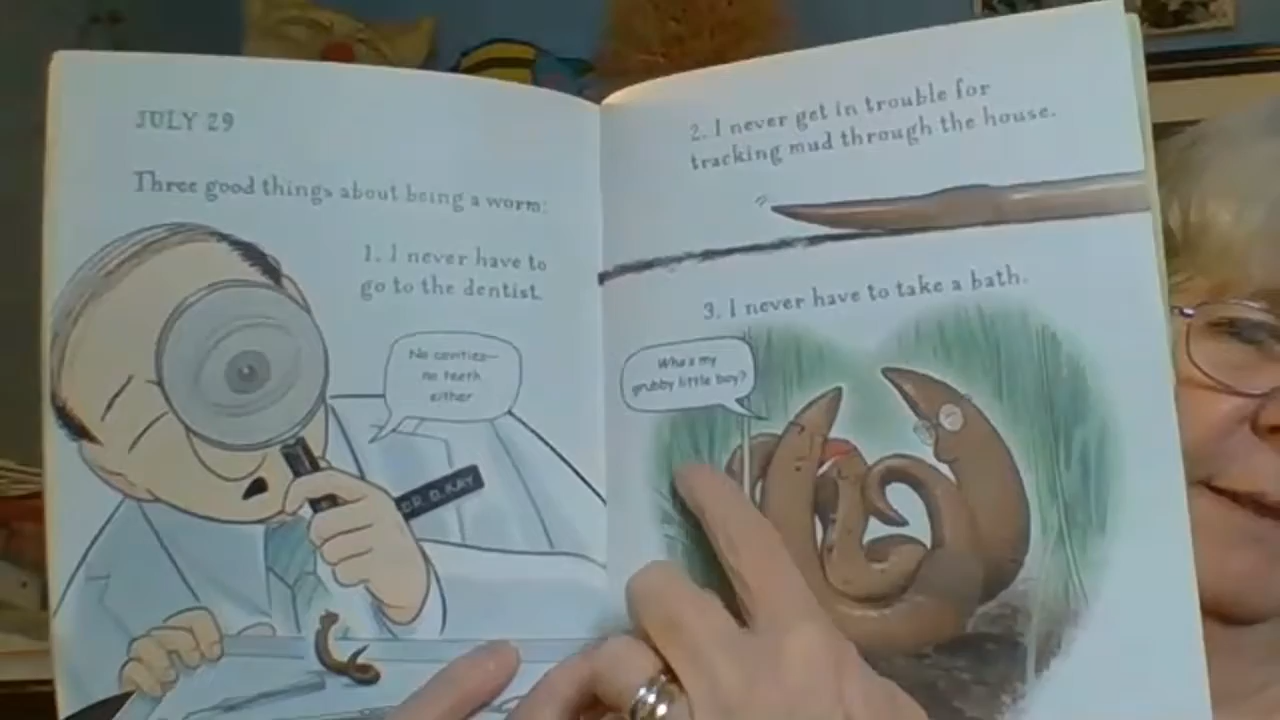 JULY 29
Three good things about being a worm:
1. I never have to
go to the dentist.
No cavities—
no teeth
either
DR. D. KAY
2. I never get in trouble for
tracking mud through the house.
3. I never have to take a bath.
Who's my
grubby little boy?